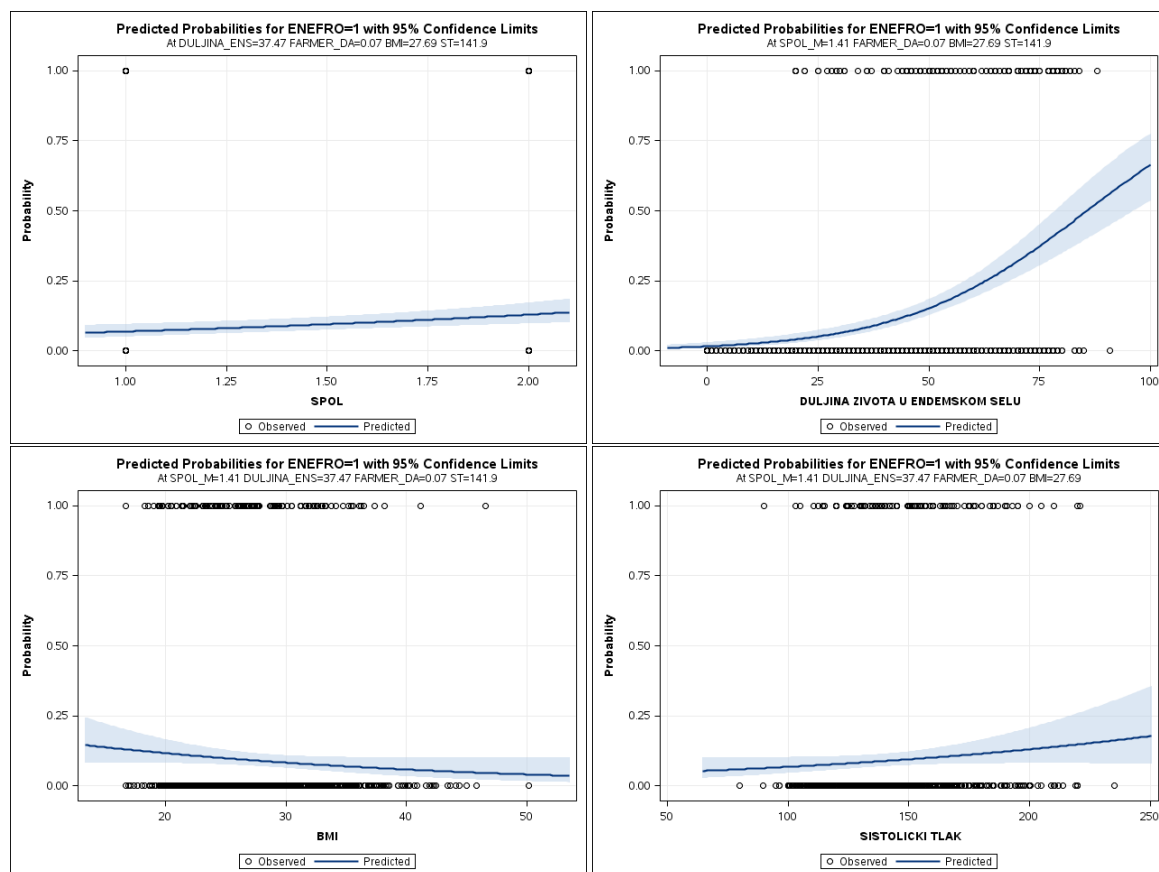 Predicted Probabilities for ENEFRO=1 with 95% Confidence Limits
At DULJINA_ENS=37.47 FARMER_DA=0.07 BMI=27.69 ST=141.9
1.00
0.75
0.50
0.25
0.00
Probability
1.00 1.25 1.50 1.75 2.00
SPOL
Observed Predicted
Predicted Probabilities for ENEFRO=1 with 95% Confidence Limits
At SPOL_M=1.41 FARMER_DA=0.07 BMI=27.69 ST=141.9
1.00
0.75
0.50
0.25
0.00
Probability
0 25 50 75 100
DULJINA ZIVOTA U ENDEMSKOM SELU
Observed Predicted
Predicted Probabilities for ENEFRO=1 with 95% Confidence Limits
At SPOL_M=1.41 DULJINA_ENS=37.47 FARMER_DA=0.07 ST=141.9
1.00
0.75
0.50
0.25
0.00
Probability
20 30 40 50
BMI
Observed Predicted
Predicted Probabilities for ENEFRO=1 with 95% Confidence Limits
At SPOL_M=1.41 DULJINA_ENS=37.47 FARMER_DA=0.07 BMI=27.69
1.00
0.75
0.50
0.25
0.00
Probability
50 100 150 200 250
SISTOLICKI TLAK
Observed Predicted